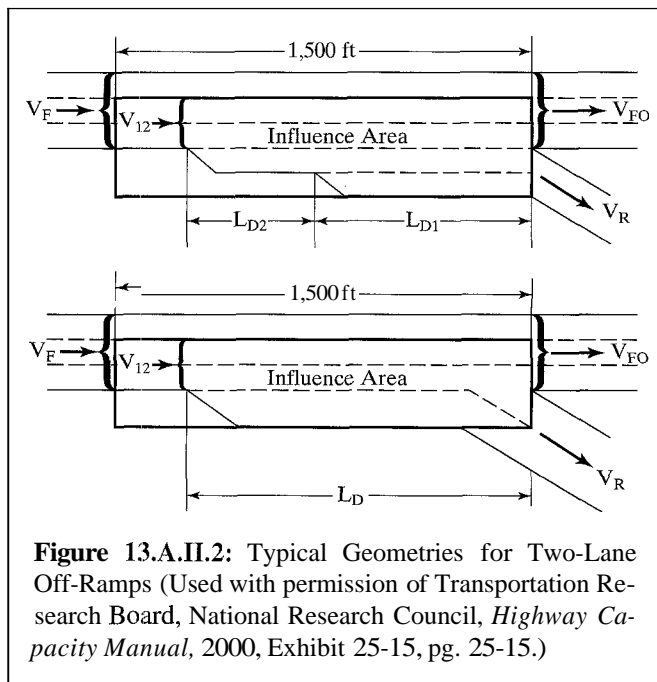 1,500 ft
V_F
V_12
V_FO
Influence Area
L_D2
L_D1
V_R
1,500 ft
V_F
V_12
V_FO
Influence Area
L_D
V_R
Figure 13.A.II.2: Typical Geometries for Two-Lane
Off-Ramps (Used with permission of Transportation Re-
search Board, National Research Council, Highway Ca-
pacity Manual, 2000, Exhibit 25-15, pg. 25-15.)